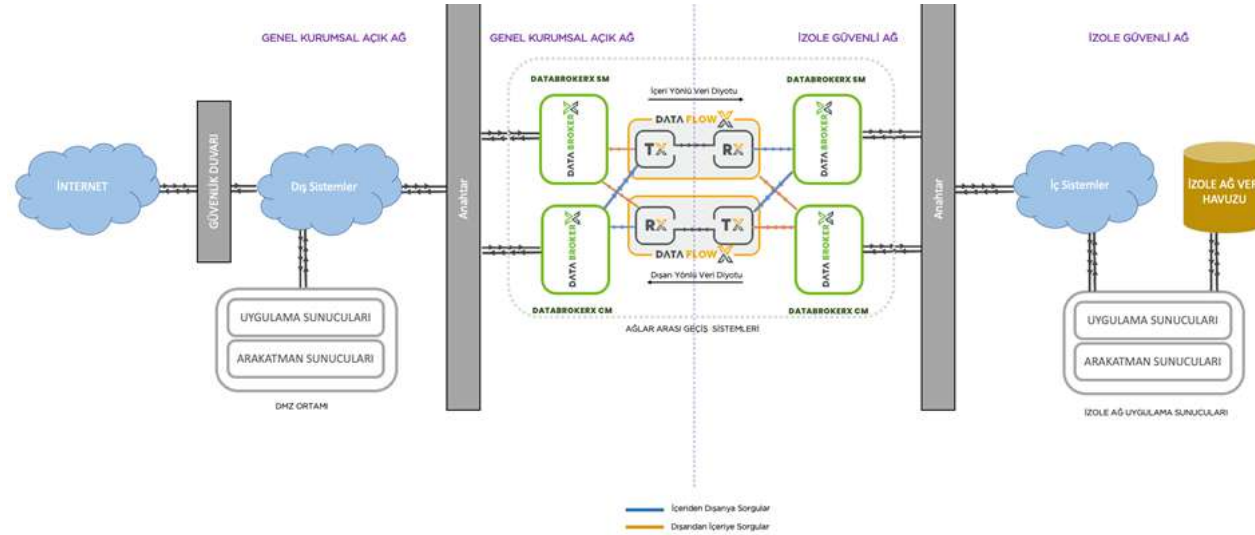 GENEL KURUMSAL AÇIK AĞ
GENEL KURUMSAL AÇIK AĞ
İZOLE GÜVENLİ AĞ
İZOLE GÜVENLİ AĞ
DATABROKERX SM
DATABROKERX SM
İçeri Yönlü Veri Diyotu
DATA BROKER X
DATA FLOW X
TX
RX
DATA BROKER X
İNTERNET
GÜVENLİK DUVARI
Dış Sistemler
Anahtar
Anahtar
İç Sistemler
İZOLE AĞ VERİ
HAVUZU
DATA BROKER X
RX
TX
DATA FLOW X
DATA BROKER X
Dışarı Yönlü Veri Diyotu
DATABROKERX CM
DATABROKERX CM
AĞLAR ARASI GEÇİŞ SİSTEMLERİ
UYGULAMA SUNUCULARI
ARAKATMAN SUNUCULARI
DMZ ORTAMI
UYGULAMA SUNUCULARI
ARAKATMAN SUNUCULARI
İZOLE AĞ UYGULAMA SUNUCULARI
İçeriden Dışarıya Sorgular
Dışarıdan İçeriye Sorgular